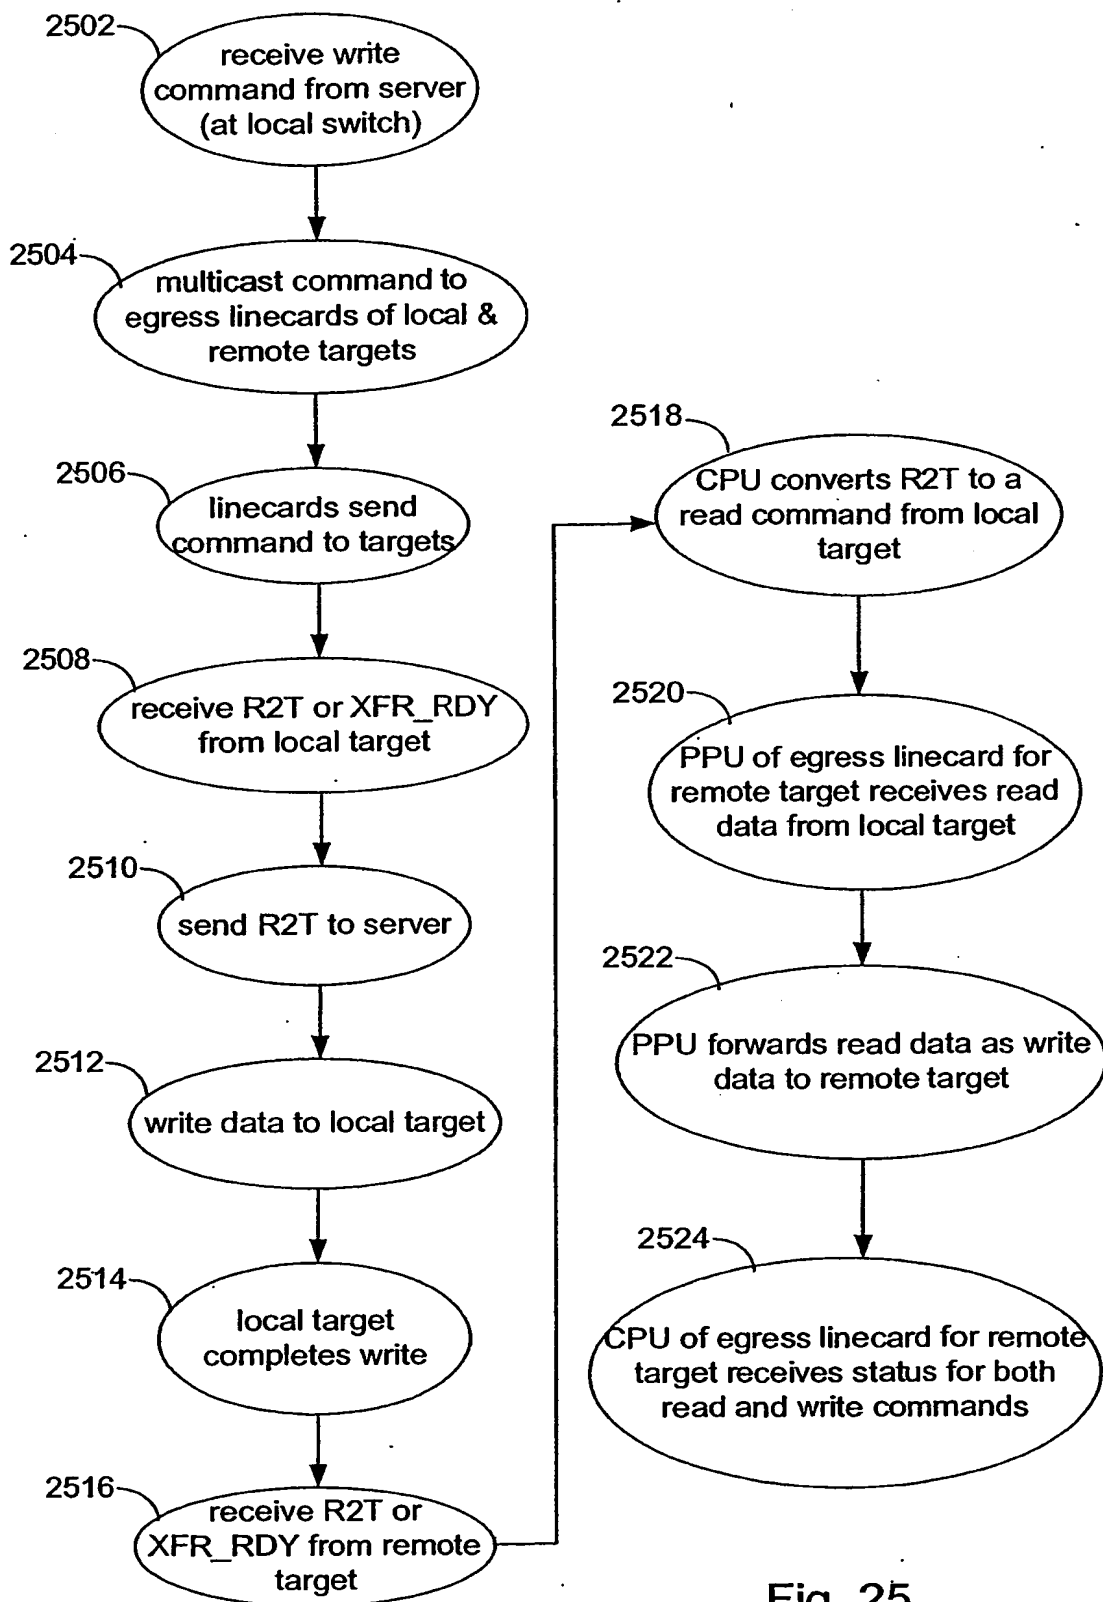 2502
receive write
command from server
(at local switch)
2504
multicast command to
egress linecards of local &
remote targets
2506
linecards send
command to targets
2508
receive R2T or XFR_RDY
from local target
2510
send R2T to server
2512
write data to local target
2514
local target
completes write
2516
receive R2T or
XFR_RDY from remote
target
2518
CPU converts R2T to a
read command from local
target
2520
PPU of egress linecard for
remote target receives read
data from local target
2522
PPU forwards read data as write
data to remote target
2524
CPU of egress linecard for remote
target receives status for both
read and write commands
Fig. 25